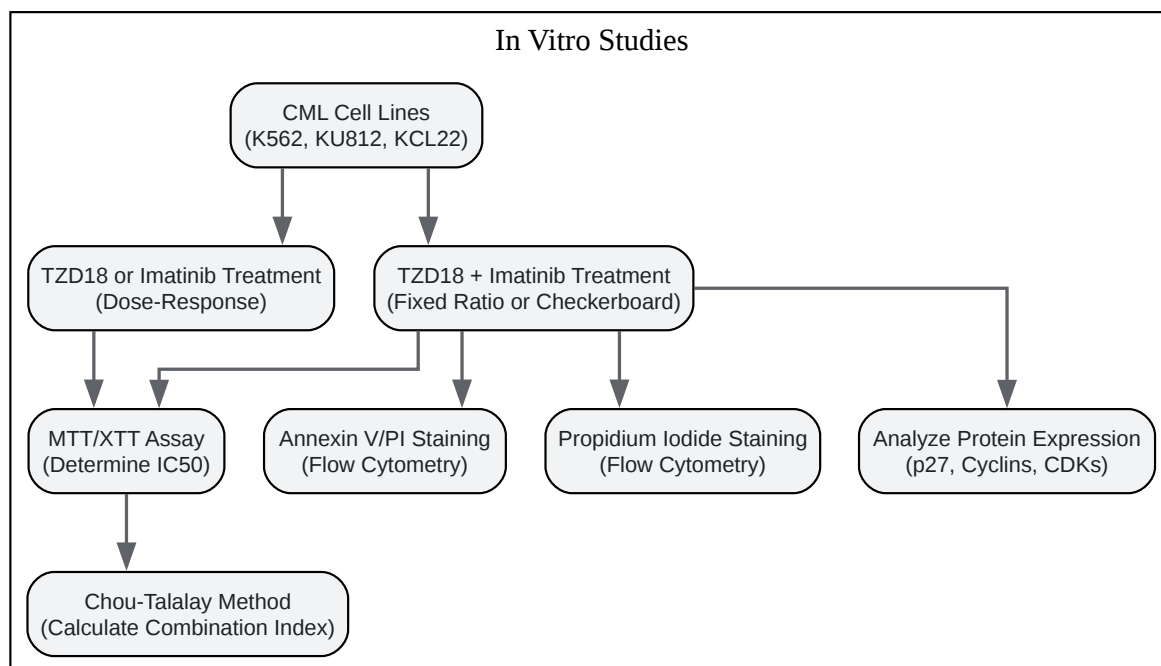 In Vitro Studies
CML Cell Lines
(K562, KU812, KCL22)
TZD18 or Imatinib Treatment
(Dose-Response)
TZD18 + Imatinib Treatment
(Fixed Ratio or Checkerboard)
MTT/XTT Assay
(Determine IC50)
Annexin V/PI Staining
(Flow Cytometry)
Propidium Iodide Staining
(Flow Cytometry)
Analyze Protein Expression
(p27, Cyclins, CDKs)
Chou-Talalay Method
(Calculate Combination Index)